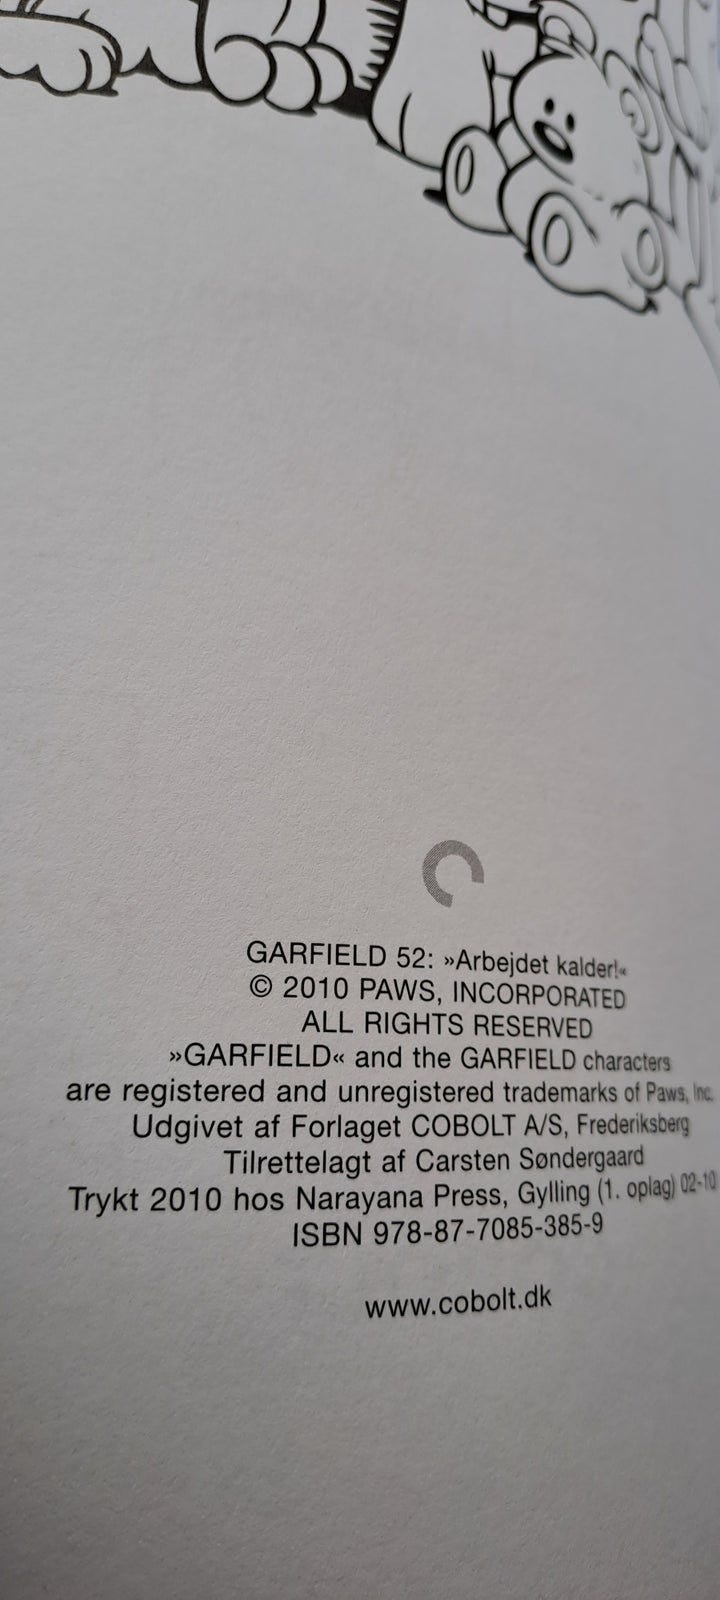 GARFIELD 52: »Arbejdet kalder!«
© 2010 PAWS, INCORPORATED
ALL RIGHTS RESERVED
»GARFIELD« and the GARFIELD characters
are registered and unregistered trademarks of Paws, Inc.
Udgivet af Forlaget COBOLT A/S, Frederiksberg
Tilrettelagt af Carsten Søndergaard
Trykt 2010 hos Narayana Press, Gylling (1. oplag) 02-10
ISBN 978-87-7085-385-9
www.cobolt.dk